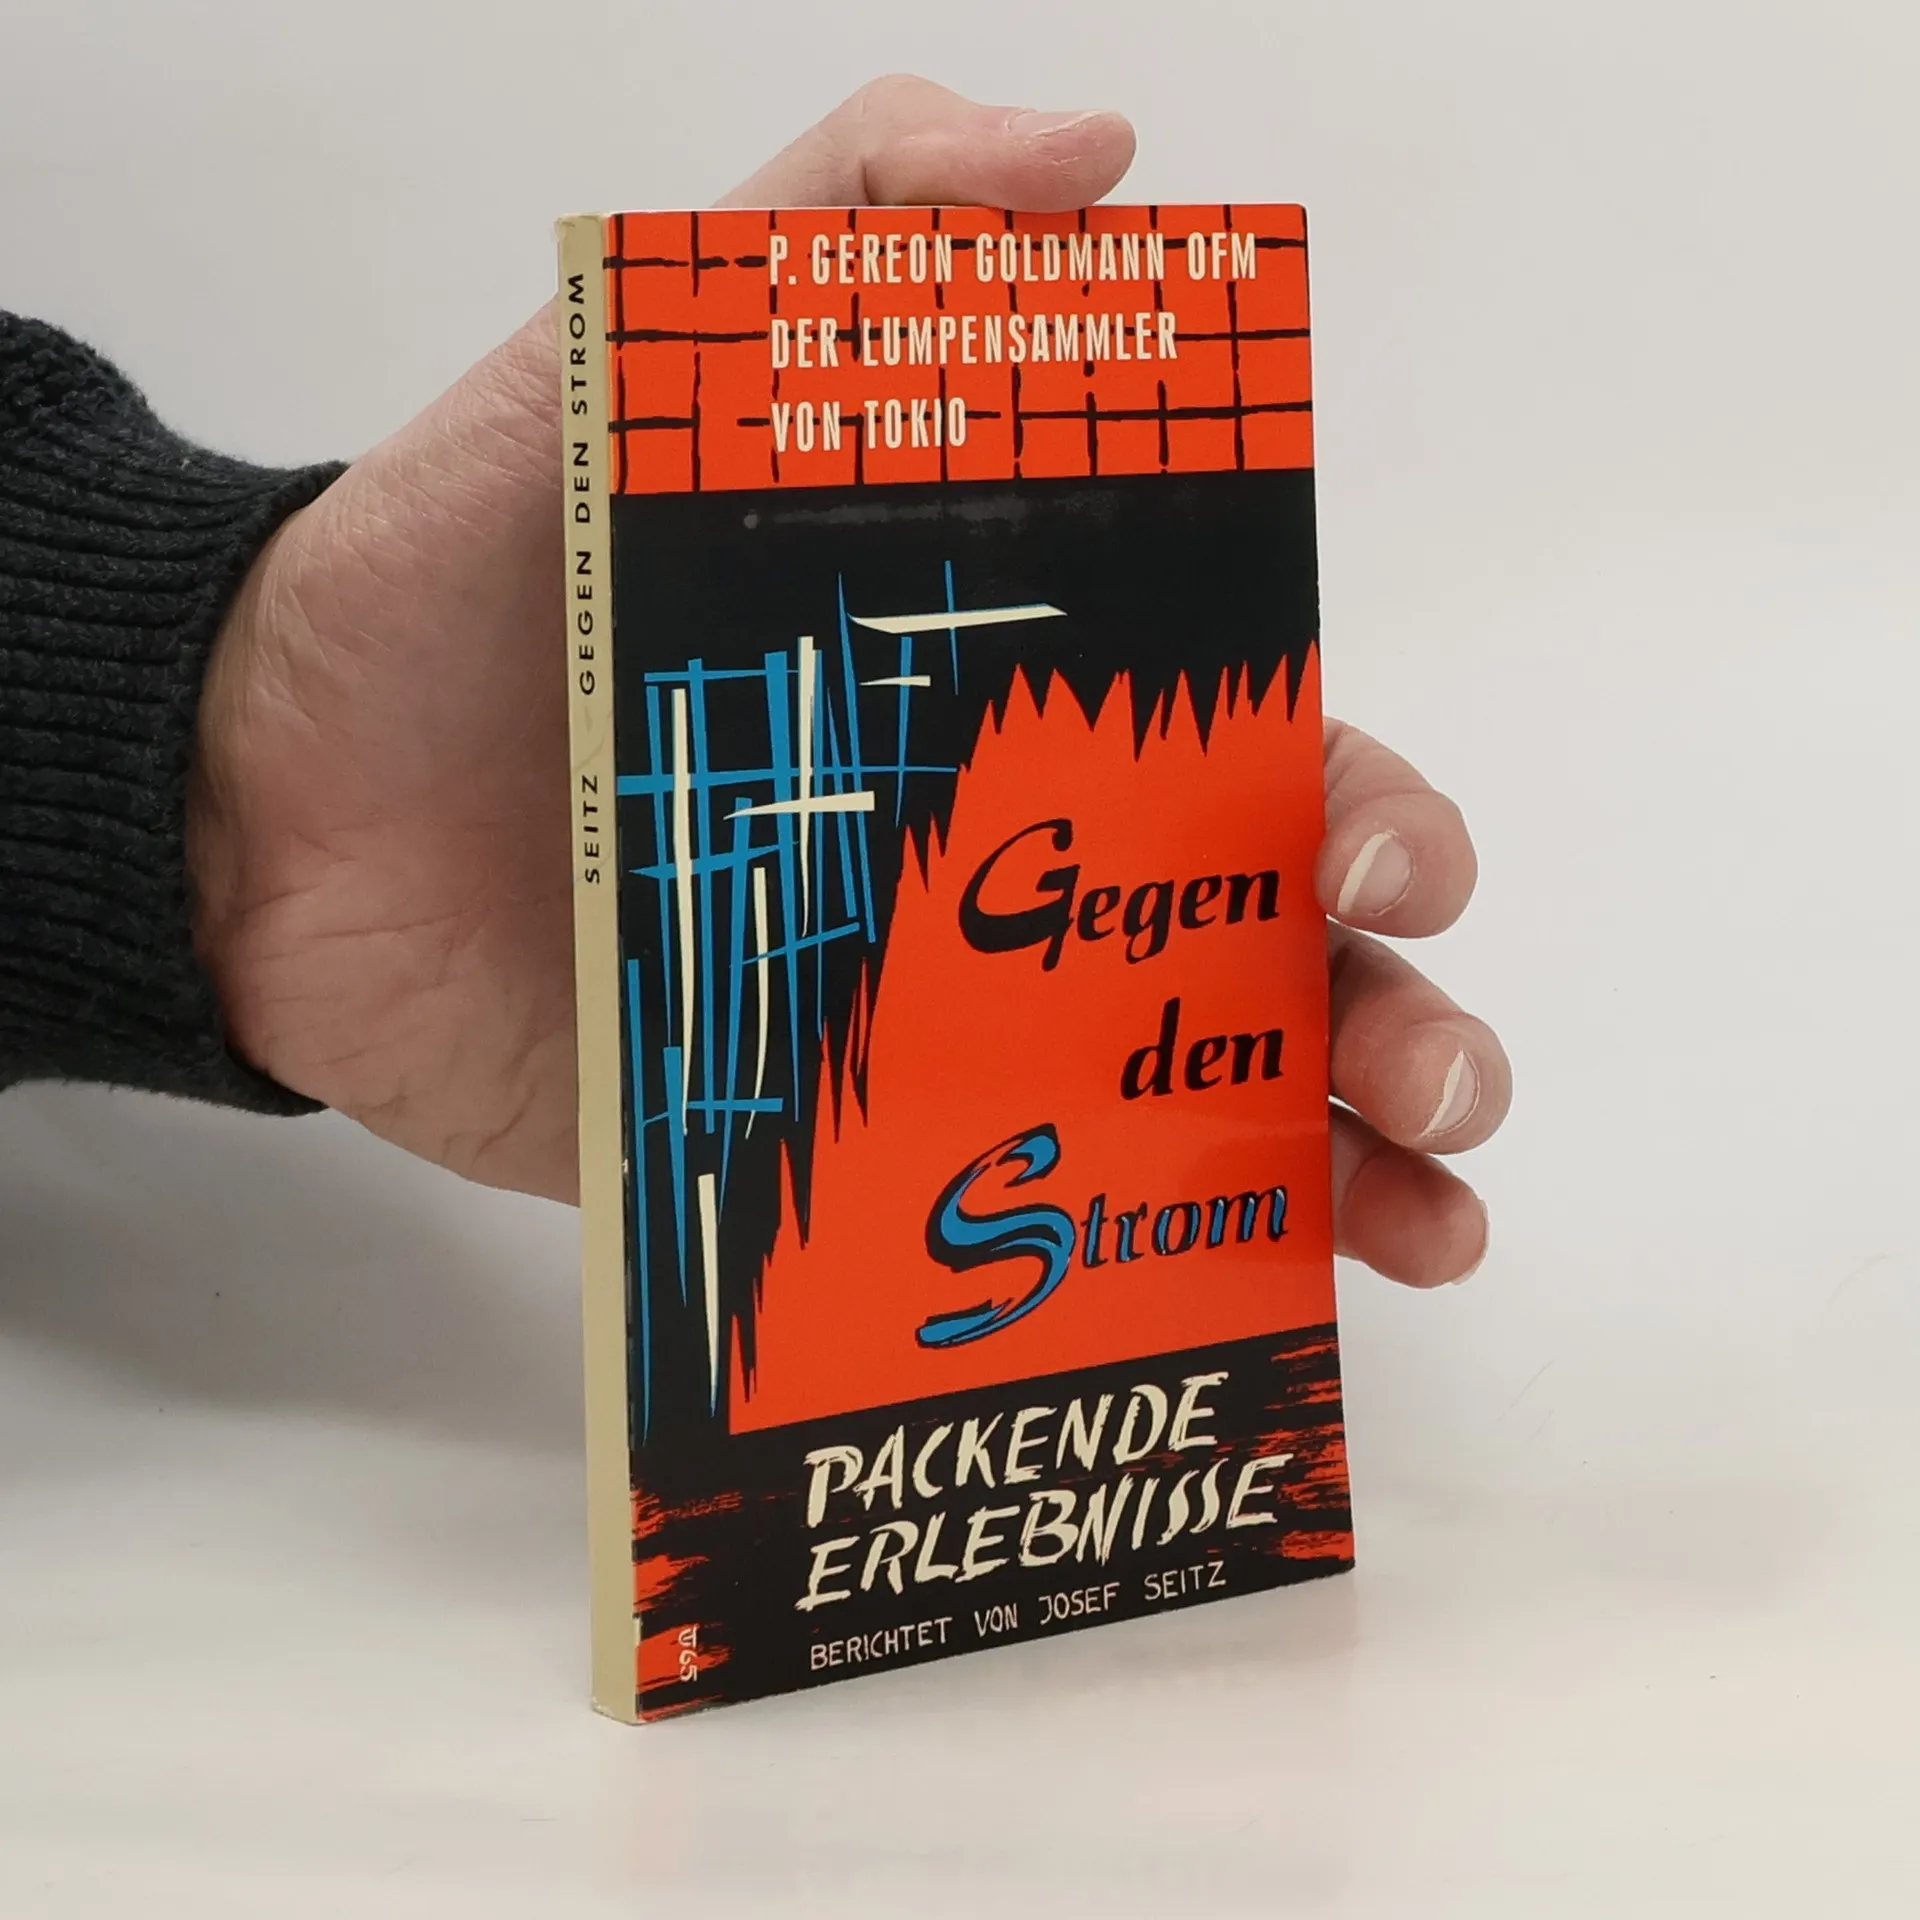 P. GEREON GOLDMANN OFM
DER LUMPENSAMMLER
VON TOKIO
Gegen
den
Strom
PACKENDE
ERLEBNISSE
BERICHTET VON JOSEF SEITZ
SEITZ – GEGEN DEN STROM